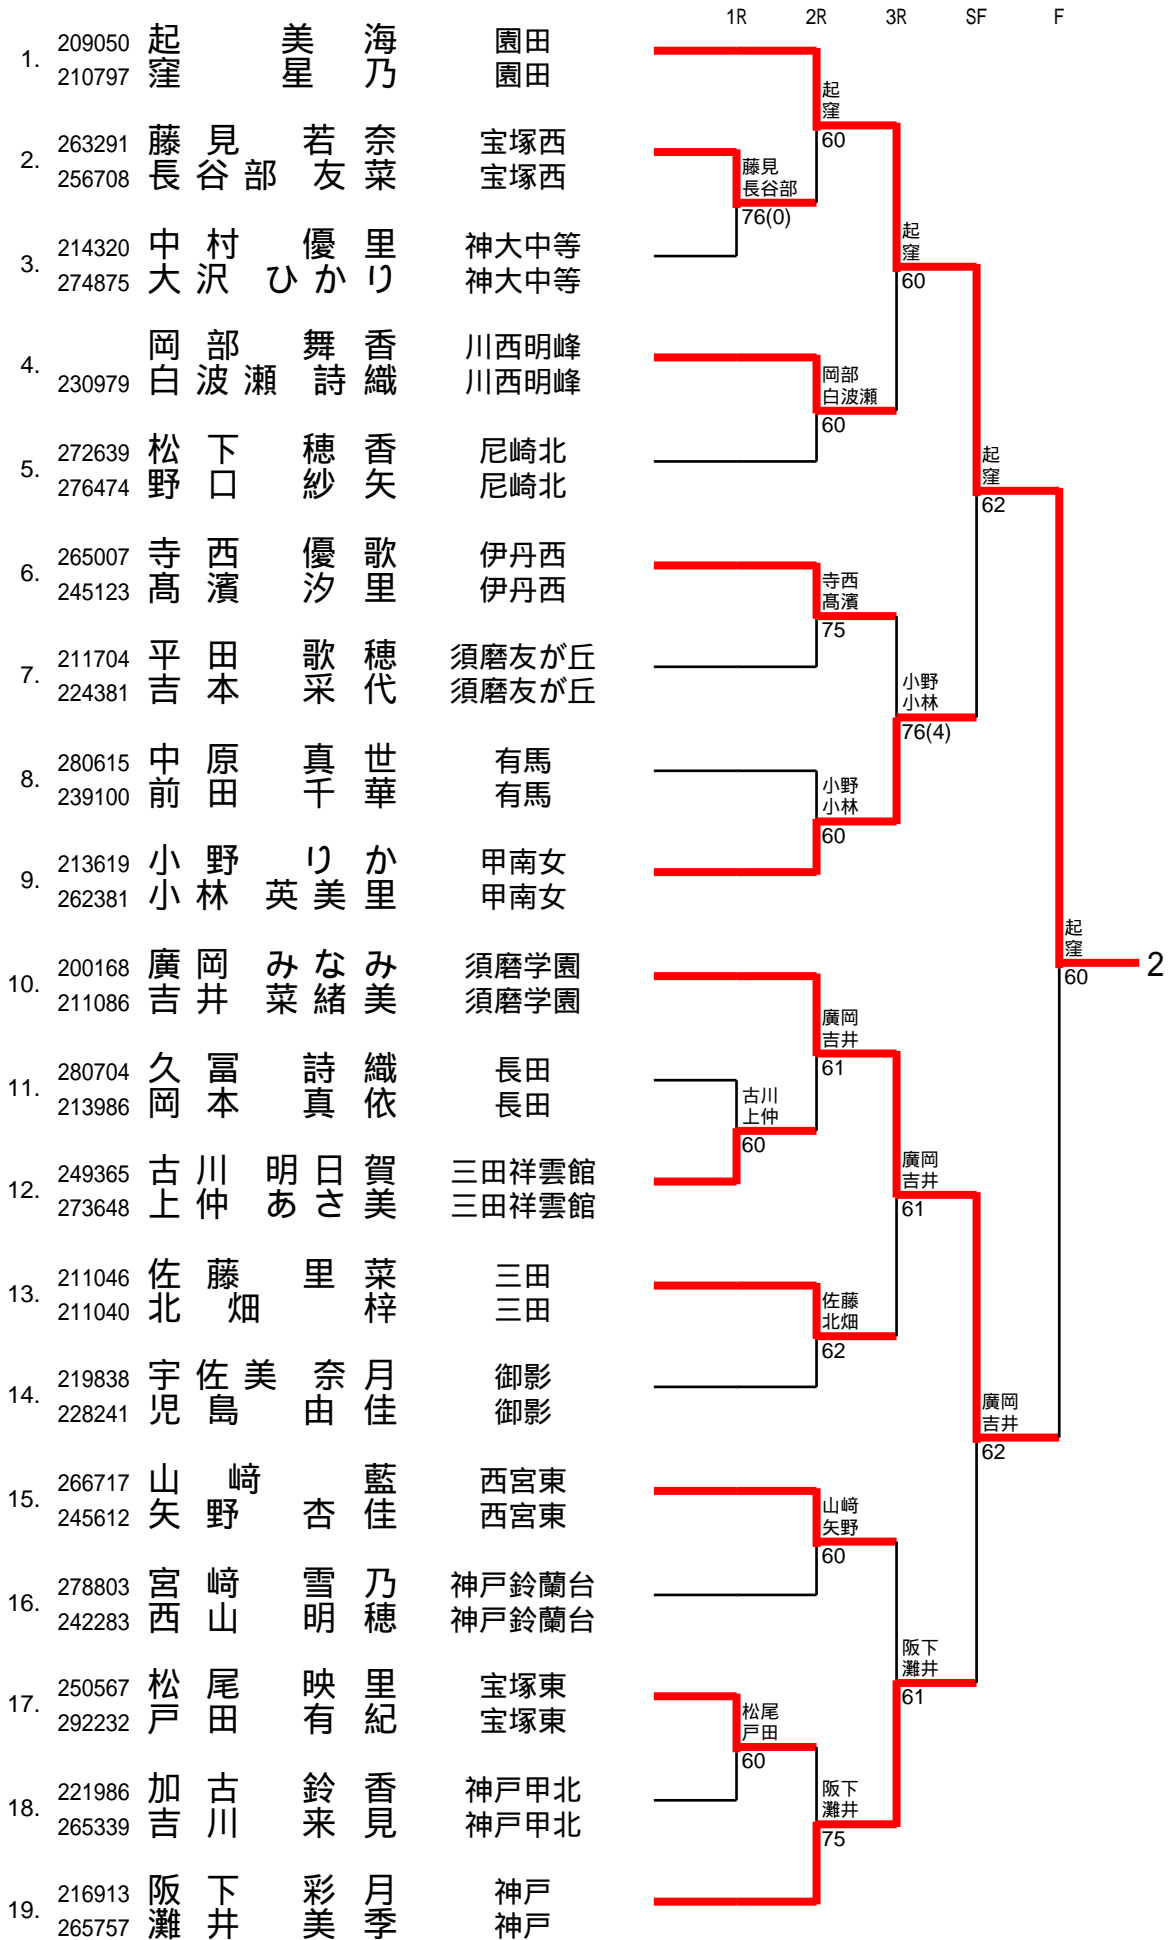 1R 2R 3R SF F
1. 209050 起 美海 園田
210797 窪 星乃 園田
2. 263291 藤見 若奈 宝塚西
256708 長谷部 友菜 宝塚西
3. 214320 中村 優里 神大中等
274875 大沢 ひかり 神大中等
4. 岡部 舞香 川西明峰
230979 白波瀬 詩織 川西明峰
5. 272639 松下 穂香 尼崎北
276474 野口 紗矢 尼崎北
6. 265007 寺西 優歌 伊丹西
245123 髙濱 汐里 伊丹西
7. 211704 平田 歌穂 須磨友が丘
224381 吉本 采代 須磨友が丘
8. 280615 中原 真世 有馬
239100 前田 千華 有馬
9. 213619 小野 りか 甲南女
262381 小林 英美里 甲南女
10. 200168 廣岡 みなみ 須磨学園
211086 吉井 菜緒美 須磨学園
11. 280704 久冨 詩織 長田
213986 岡本 真依 長田
12. 249365 古川 明日賀 三田祥雲館
273648 上仲 あさ美 三田祥雲館
13. 211046 佐藤 里菜 三田
211040 北畑 梓 三田
14. 219838 宇佐美 奈月 御影
228241 児島 由佳 御影
15. 266717 山﨑 藍 西宮東
245612 矢野 杏佳 西宮東
16. 278803 宮﨑 雪乃 神戸鈴蘭台
242283 西山 明穂 神戸鈴蘭台
17. 250567 松尾 映里 宝塚東
292232 戸田 有紀 宝塚東
18. 221986 加古 鈴香 神戸甲北
265339 吉川 来見 神戸甲北
19. 216913 阪下 彩月 神戸
265757 灘井 美季 神戸
藤見
長谷部
76(0)
古川
上仲
60
松尾
戸田
60
起
窪
60
岡部
白波瀬
60
寺西
髙濱
75
小野
小林
60
廣岡
吉井
61
佐藤
北畑
62
山﨑
矢野
60
阪下
灘井
75
起
窪
60
小野
小林
76(4)
廣岡
吉井
61
阪下
灘井
61
起
窪
62
廣岡
吉井
62
起
窪
60
2